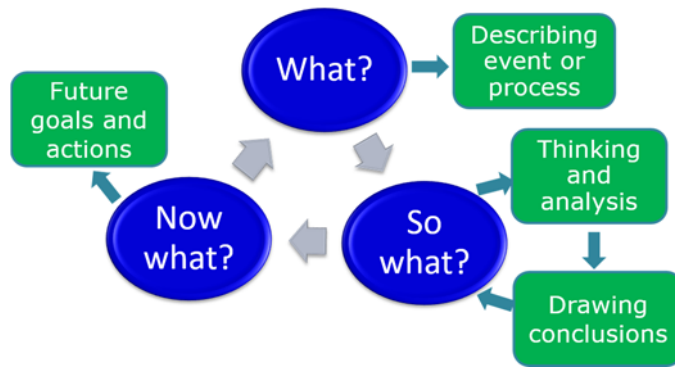 What?
Describing
event or
process
So
what?
Thinking
and
analysis
Drawing
conclusions
Now
what?
Future
goals and
actions